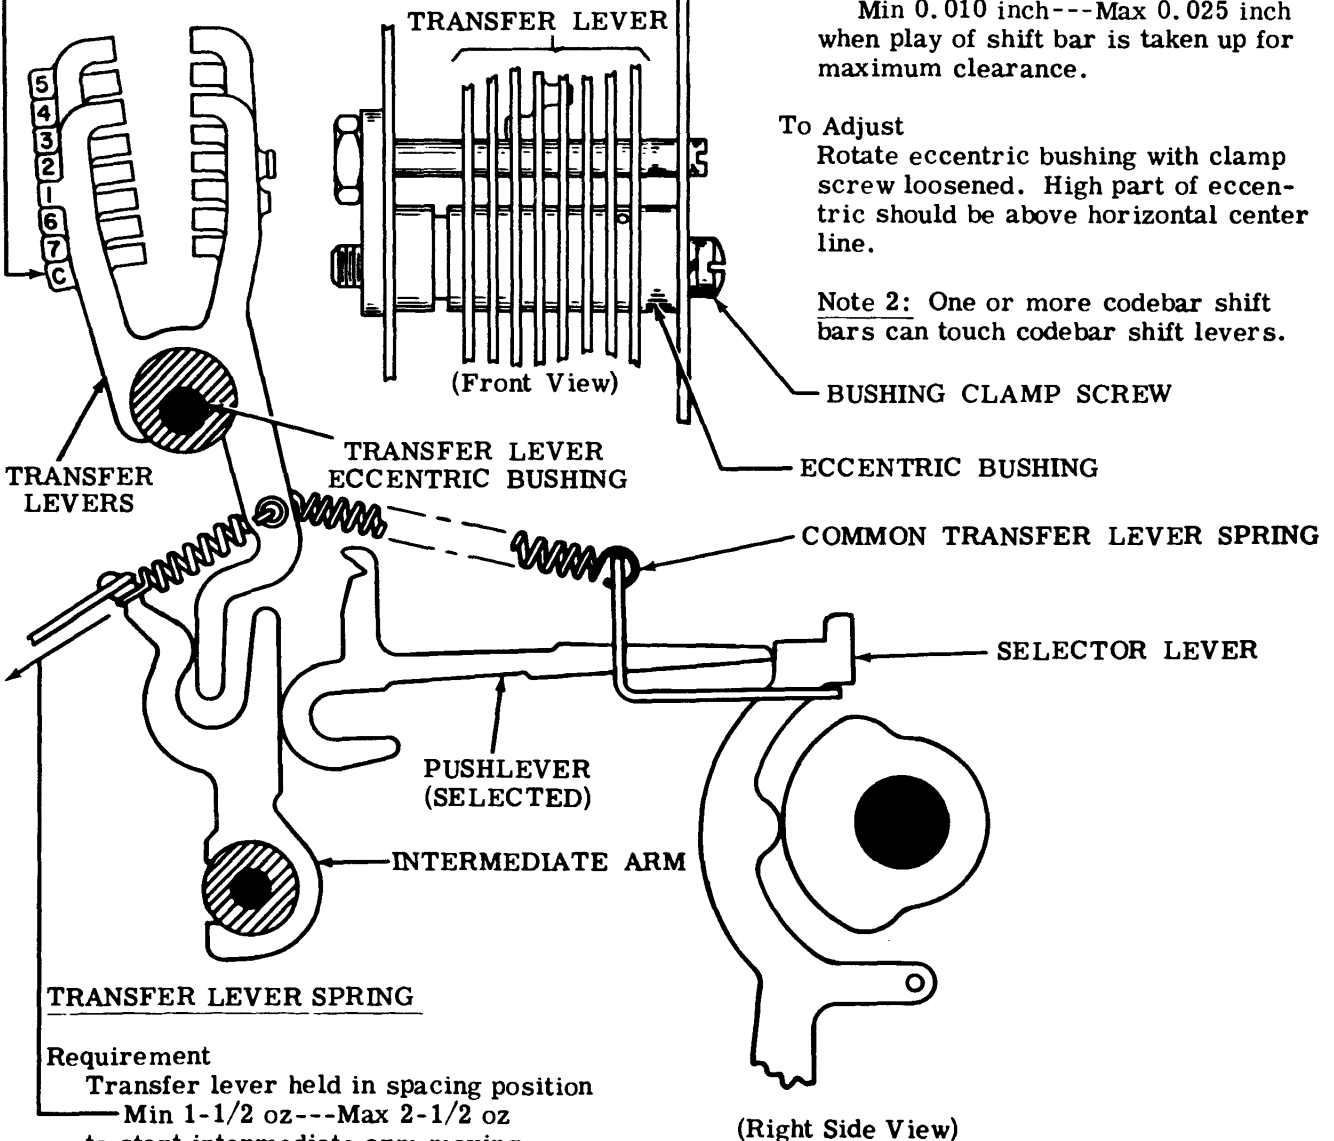 TRANSFER LEVER
Min 0.010 inch---Max 0.025 inch
when play of shift bar is taken up for
maximum clearance.
To Adjust
Rotate eccentric bushing with clamp
screw loosened. High part of eccen-
tric should be above horizontal center
line.
Note 2: One or more codebar shift
bars can touch codebar shift levers.
5
4
3
2
1
6
7
C
(Front View)
BUSHING CLAMP SCREW
TRANSFER LEVER
ECCENTRIC BUSHING
ECCENTRIC BUSHING
TRANSFER
LEVERS
COMMON TRANSFER LEVER SPRING
SELECTOR LEVER
PUSHLEVER
(SELECTED)
INTERMEDIATE ARM
TRANSFER LEVER SPRING
Requirement
Transfer lever held in spacing position
Min 1-1/2 oz---Max 2-1/2 oz
to start intermediate arm moving
(Right Side View)